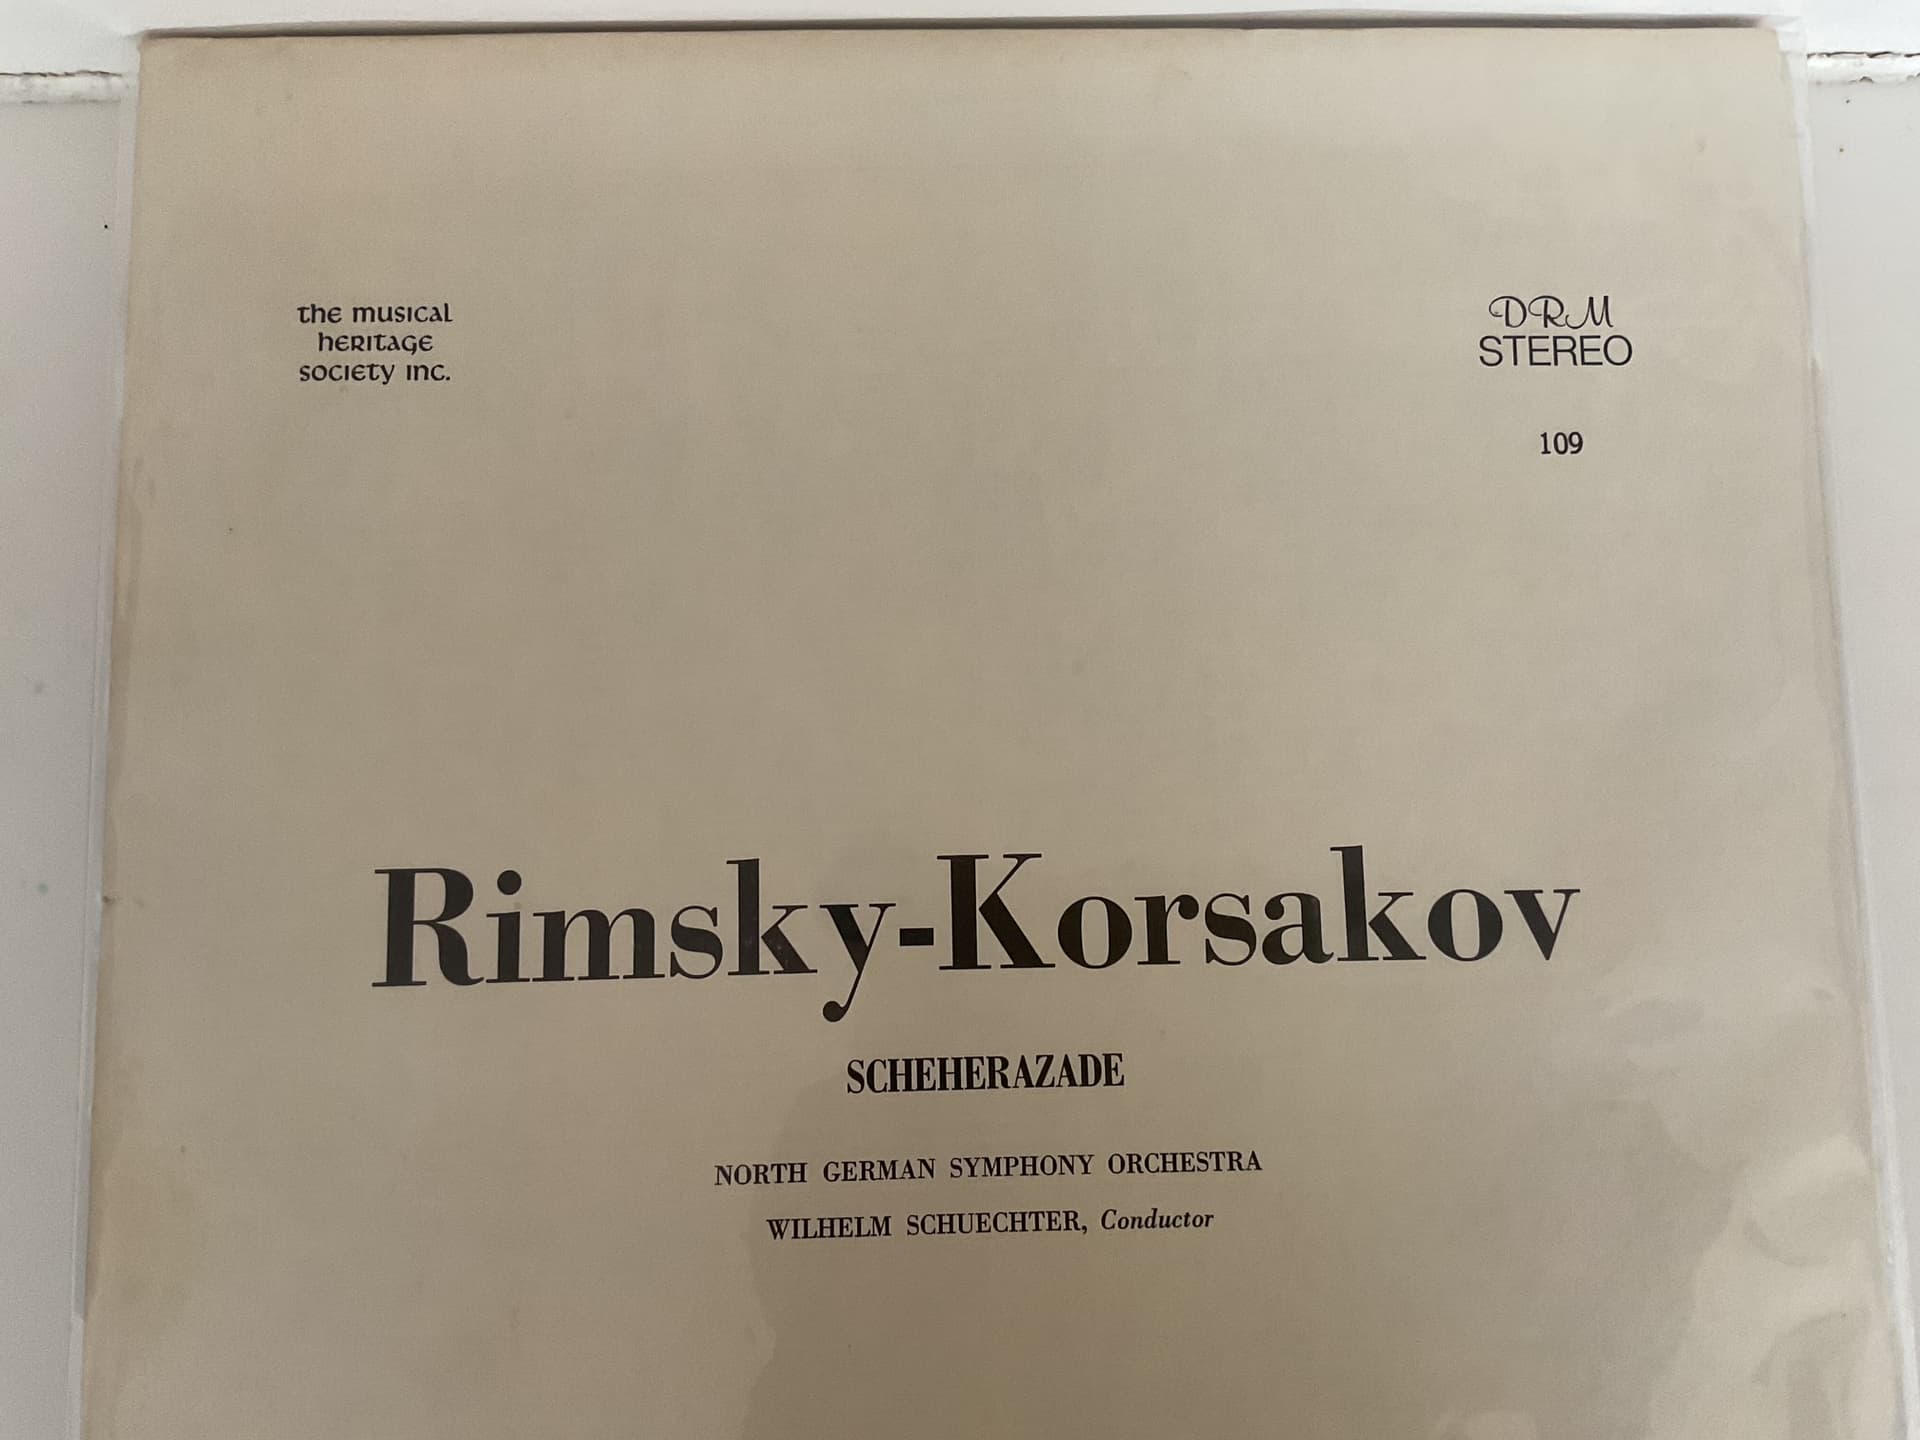 the musical
heritage
society inc.
DRM
STEREO
109
Rimsky-Korsakov
SCHEHERAZADE
NORTH GERMAN SYMPHONY ORCHESTRA
WILHELM SCHUECHTER, Conductor